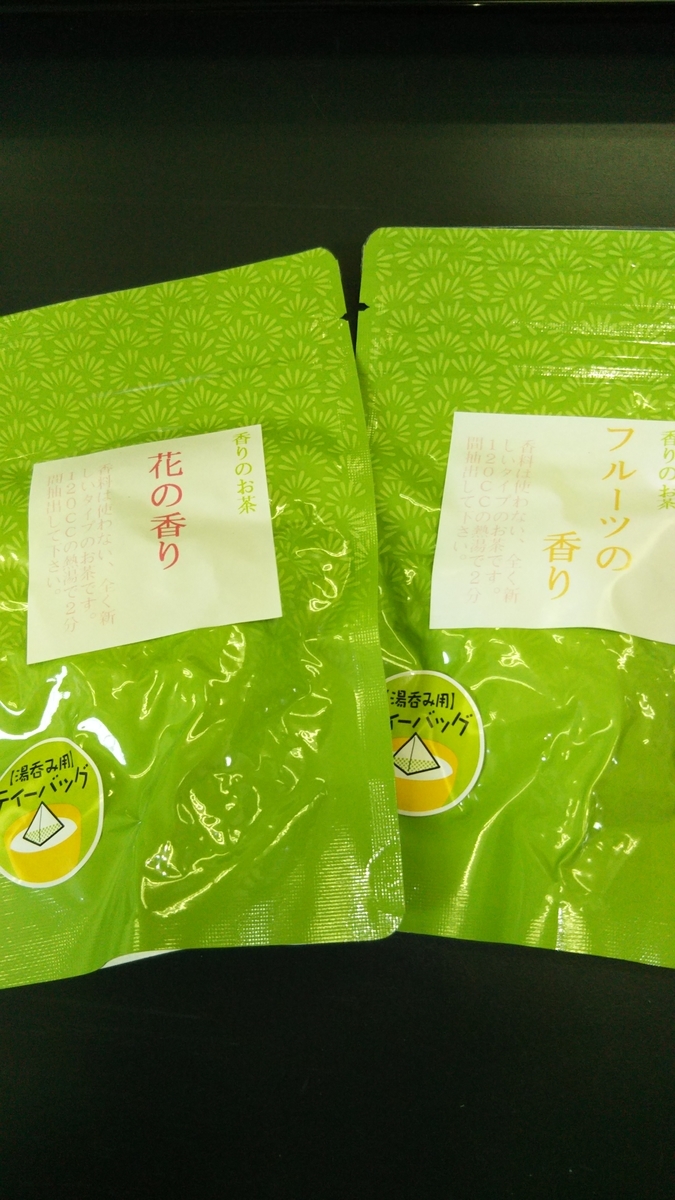 香りのお茶
花の香り
香料は使わない、全く新
しいタイプのお茶です。
120CCの熱湯で2分
間抽出して下さい。
【湯呑み用】
ティーバッグ
香りのお茶
フルーツの
香り
香料は使わない、全く新
しいタイプのお茶です。
120CCの熱湯で2分
間抽出して下さい。
【湯呑み用】
ィーバッグ